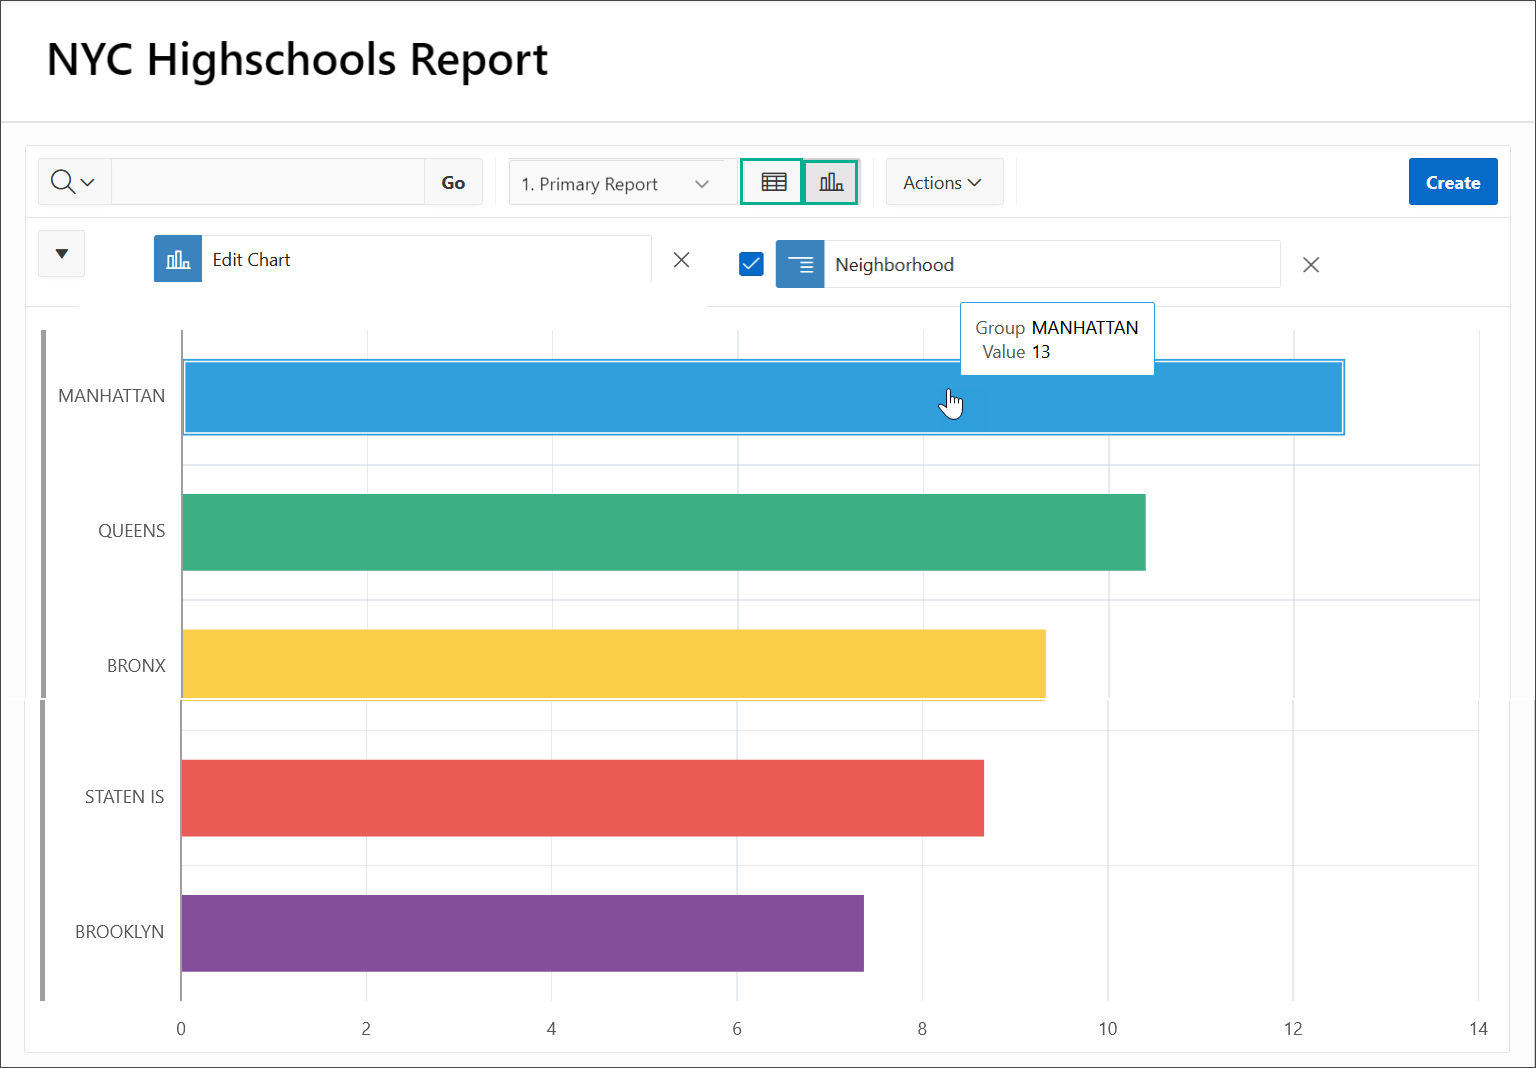 NYC Highschools Report
Go
1. Primary Report
Actions
Create
Edit Chart
Neighborhood
Group MANHATTAN
Value 13
MANHATTAN
QUEENS
BRONX
STATEN IS
BROOKLYN
0 2 4 6 8 10 12 14